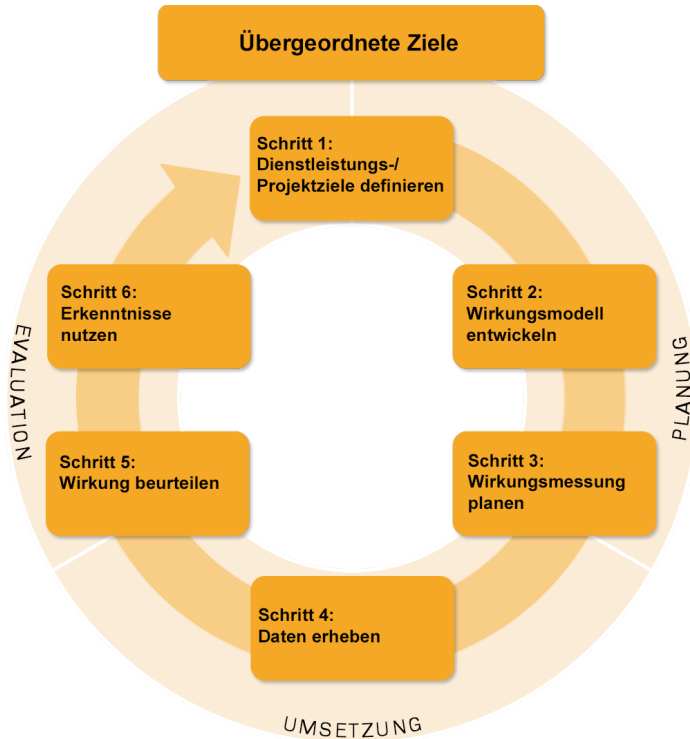 Übergeordnete Ziele
Schritt 1:
Dienstleistungs-/
Projektziele definieren
Schritt 2:
Wirkungsmodell
entwickeln
Schritt 3:
Wirkungsmessung
planen
Schritt 4:
Daten erheben
Schritt 5:
Wirkung beurteilen
Schritt 6:
Erkenntnisse
nutzen
PLANUNG
UMSETZUNG
EVALUATION